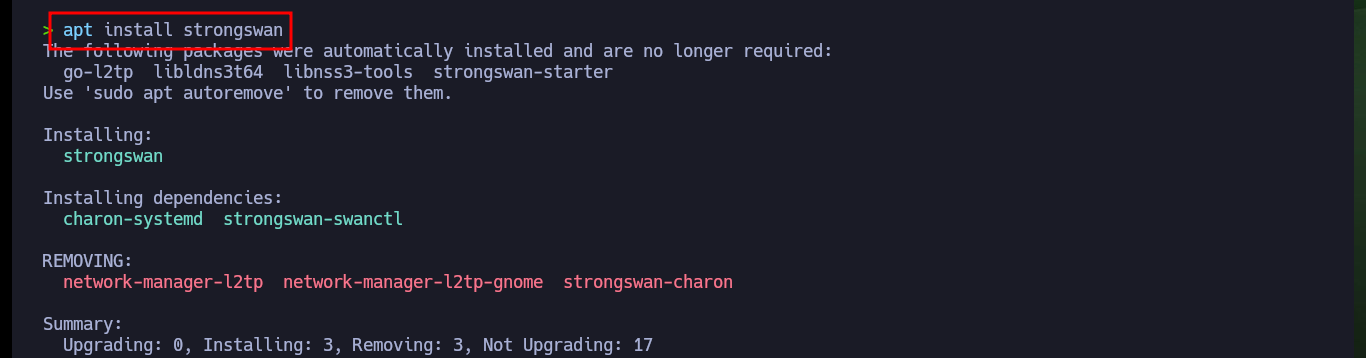 > apt install strongswan
The following packages were automatically installed and are no longer required:
go-l2tp libldns3t64 libnss3-tools strongswan-starter
Use 'sudo apt autoremove' to remove them.
Installing:
strongswan
Installing dependencies:
charon-systemd strongswan-swanctl
REMOVING:
network-manager-l2tp network-manager-l2tp-gnome strongswan-charon
Summary:
Upgrading: 0, Installing: 3, Removing: 3, Not Upgrading: 17